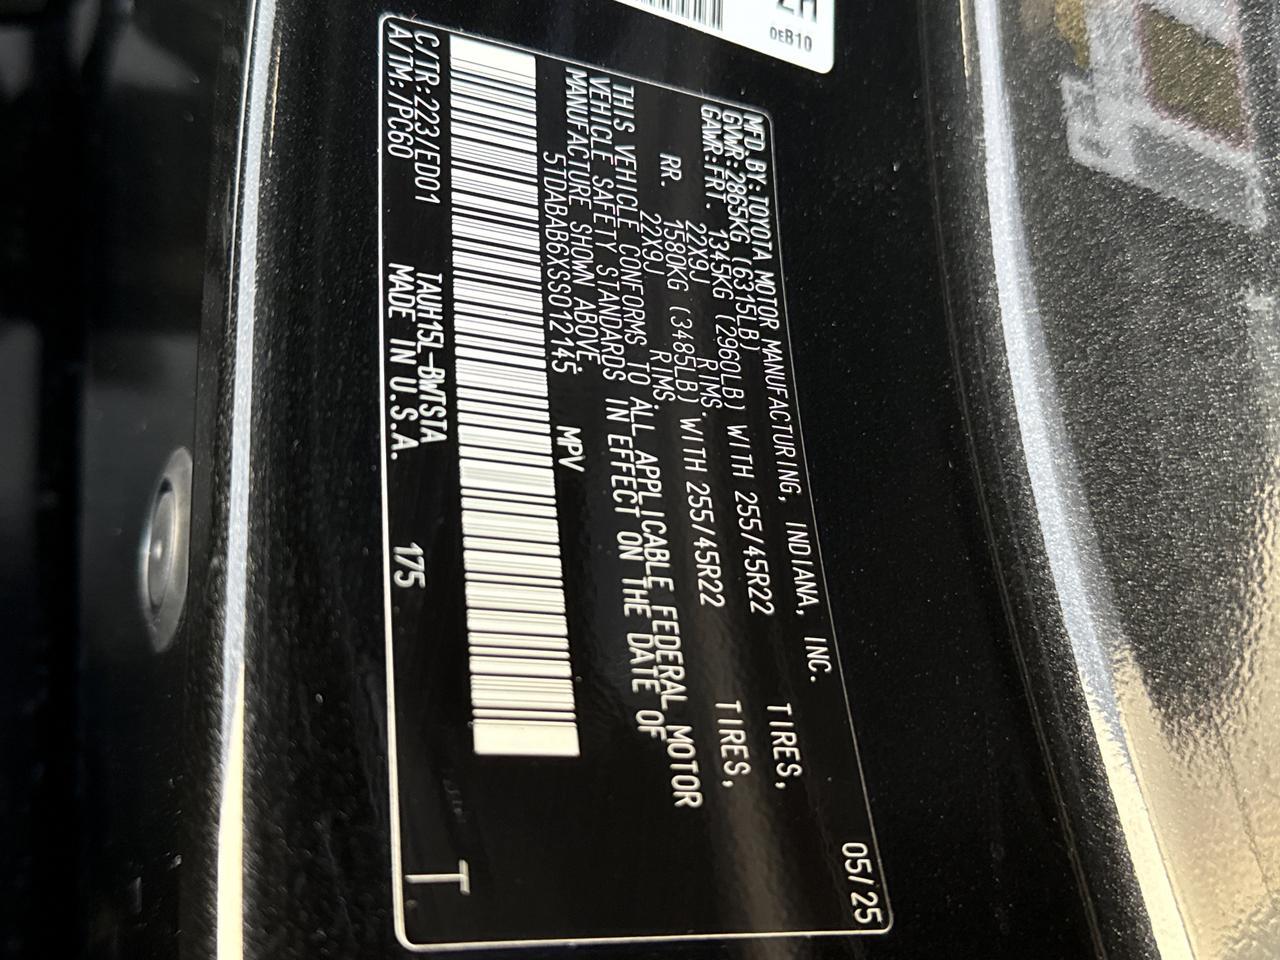 0EB10
MFD.BY:TOYOTA MOTOR MANUFACTURING, INDIANA, INC. 05/25
GVWR:2865KG (6315LB)
GAWR:FRT. 1345KG (2960LB) WITH 255/45R22 TIRES,
22X9J RIMS.
RR. 1580KG (3485LB) WITH 255/45R22 TIRES,
22X9J RIMS.
THIS VEHICLE CONFORMS TO ALL APPLICABLE FEDERAL MOTOR
VEHICLE SAFETY STANDARDS IN EFFECT ON THE DATE OF
MANUFACTURE SHOWN ABOVE.
5TDABAB6XSS012145 MPV
C/TR:223/ED01 TAUH15L-BWTSTA
A/TM: /PC60 MADE IN U.S.A. 175
T